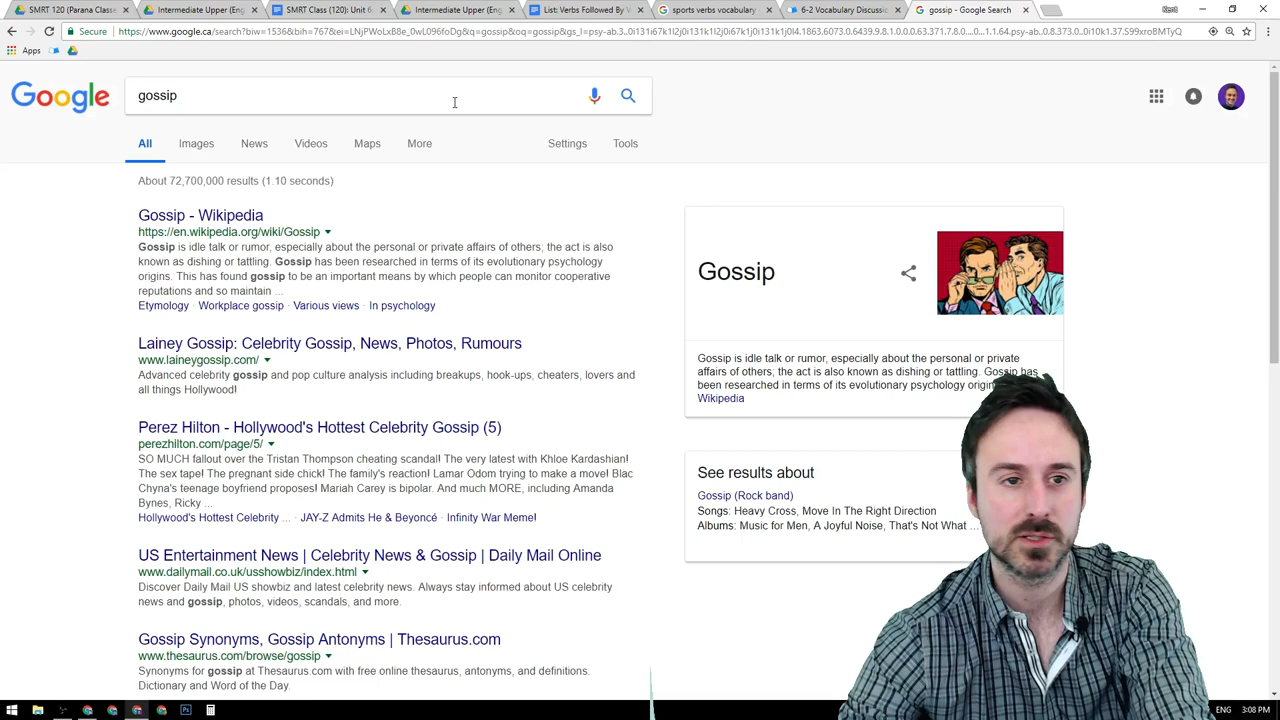 SMRT 120 (Parana Classe
Intermediate Upper (Eng
SMRT Class (120): Unit 6
Intermediate Upper (Eng
List: Verbs Followed By V
sports verbs vocabulary
6-2 Vocabulary Discussi
gossip - Google Search
Secure
Apps
Google
gossip
All
Images
News
Videos
Maps
More
Settings
Tools
About 72,700,000 results (1.10 seconds)
Gossip - Wikipedia
https://en.wikipedia.org/wiki/Gossip
Gossip is idle talk or rumor, especially about the personal or private affairs of others; the act is also
known as dishing or tattling. Gossip has been researched in terms of its evolutionary psychology
origins. This has found gossip to be an important means by which people can monitor cooperative
reputations and so maintain ...
Etymology · Workplace gossip · Various views · In psychology
Lainey Gossip: Celebrity Gossip, News, Photos, Rumours
www.laineygossip.com/
Advanced celebrity gossip and pop culture analysis including breakups, hook-ups, cheaters, lovers and
all things Hollywood!
Perez Hilton - Hollywood's Hottest Celebrity Gossip (5)
perezhilton.com/page/5/
SO MUCH fallout over the Tristan Thompson cheating scandal! The very latest with Khloe Kardashian!
The sex tape! The pregnant side chick! The family's reaction! Lamar Odom trying to make a move! Blac
Chyna's teenage boyfriend proposes! Mariah Carey is bipolar. And much MORE, including Amanda
Bynes, Ricky ...
Hollywood's Hottest Celebrity ... · JAY-Z Admits He & Beyoncé · Infinity War Meme!
US Entertainment News | Celebrity News & Gossip | Daily Mail Online
www.dailymail.co.uk/usshowbiz/index.html
Discover Daily Mail US showbiz and latest celebrity news. Always stay informed about US celebrity
news and gossip, photos, videos, scandals, and more.
Gossip Synonyms, Gossip Antonyms | Thesaurus.com
www.thesaurus.com/browse/gossip
Synonyms for gossip at Thesaurus.com with free online thesaurus, antonyms, and definitions.
Dictionary and Word of the Day.
Gossip
Gossip is idle talk or rumor, especially about the personal or private
affairs of others; the act is also known as dishing or tattling. Gossip has
been researched in terms of its evolutionary psychology
Wikipedia
See results about
Gossip (Rock band)
Songs: Heavy Cross, Move In The Right Direction
Albums: Music for Men, A Joyful Noise, That's Not What ...
ENG
3:08 PM